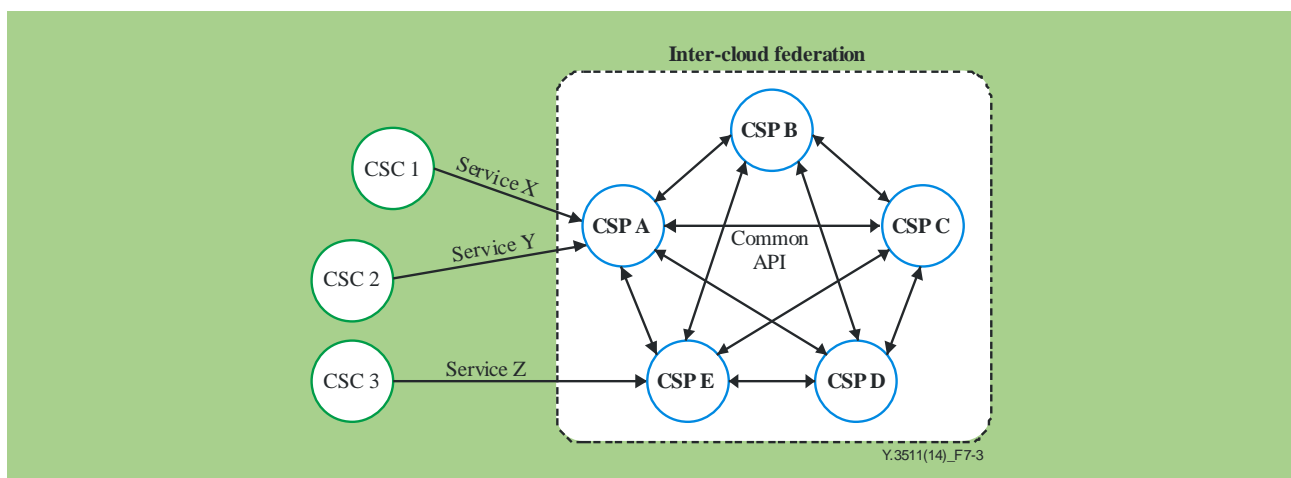 Inter-cloud federation
CSP B
CSC 1
Service X
CSP A
CSP C
Service Y
Common
API
CSC 2
CSC 3
Service Z
CSP E
CSP D
Y.3511(14)_F7-3